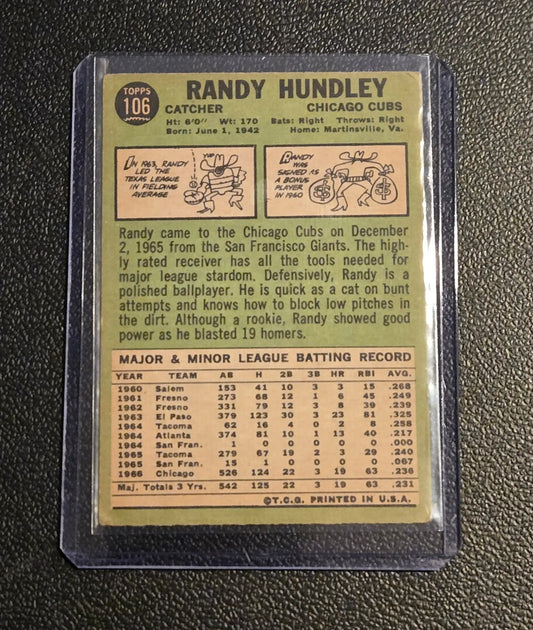 TOPPS
106
RANDY HUNDLEY
CATCHER CHICAGO CUBS
Ht: 6'0" Wt: 170 Bats: Right Throws: Right
Born: June 1, 1942 Home: Martinsville, Va.
IN 1963, RANDY
LED THE
TEXAS LEAGUE
IN FIELDING
AVERAGE
RANDY
WAS
SIGNED AS
A BONUS
PLAYER
IN 1960
$ $
Randy came to the Chicago Cubs on December
2, 1965 from the San Francisco Giants. The high-
ly rated receiver has all the tools needed for
major league stardom. Defensively, Randy is a
polished ballplayer. He is quick as a cat on bunt
attempts and knows how to block low pitches in
the dirt. Although a rookie, Randy showed good
power as he blasted 19 homers.
MAJOR & MINOR LEAGUE BATTING RECORD
YEAR TEAM AB H 2B 3B HR RBI AVG.
1960 Salem 153 41 10 3 3 15 .268
1961 Fresno 273 68 12 1 6 45 .249
1962 Fresno 331 79 12 3 8 39 .239
1963 El Paso 379 123 30 3 23 81 .325
1964 Tacoma 62 16 4 0 2 8 .258
1964 Atlanta 374 81 10 1 13 40 .217
1964 San Fran. 1 0 0 0 0 0 .000
1965 Tacoma 279 67 19 2 3 29 .240
1965 San Fran. 15 1 0 0 0 0 .067
1966 Chicago 526 124 22 3 19 63 .236
Maj. Totals 3 Yrs. 542 125 22 3 19 63 .231
©T.C.G. PRINTED IN U.S.A.